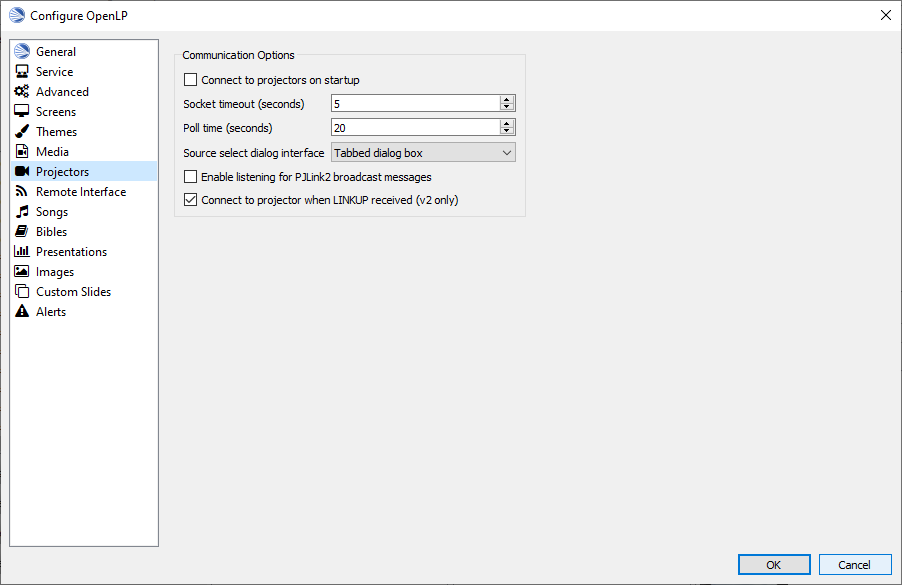 Configure OpenLP
General
Service
Advanced
Screens
Themes
Media
Projectors
Remote Interface
Songs
Bibles
Presentations
Images
Custom Slides
Alerts
Communication Options
Connect to projectors on startup
Socket timeout (seconds) 5
Poll time (seconds) 20
Source select dialog interface Tabbed dialog box
Enable listening for PJLink2 broadcast messages
Connect to projector when LINKUP received (v2 only)
OK Cancel